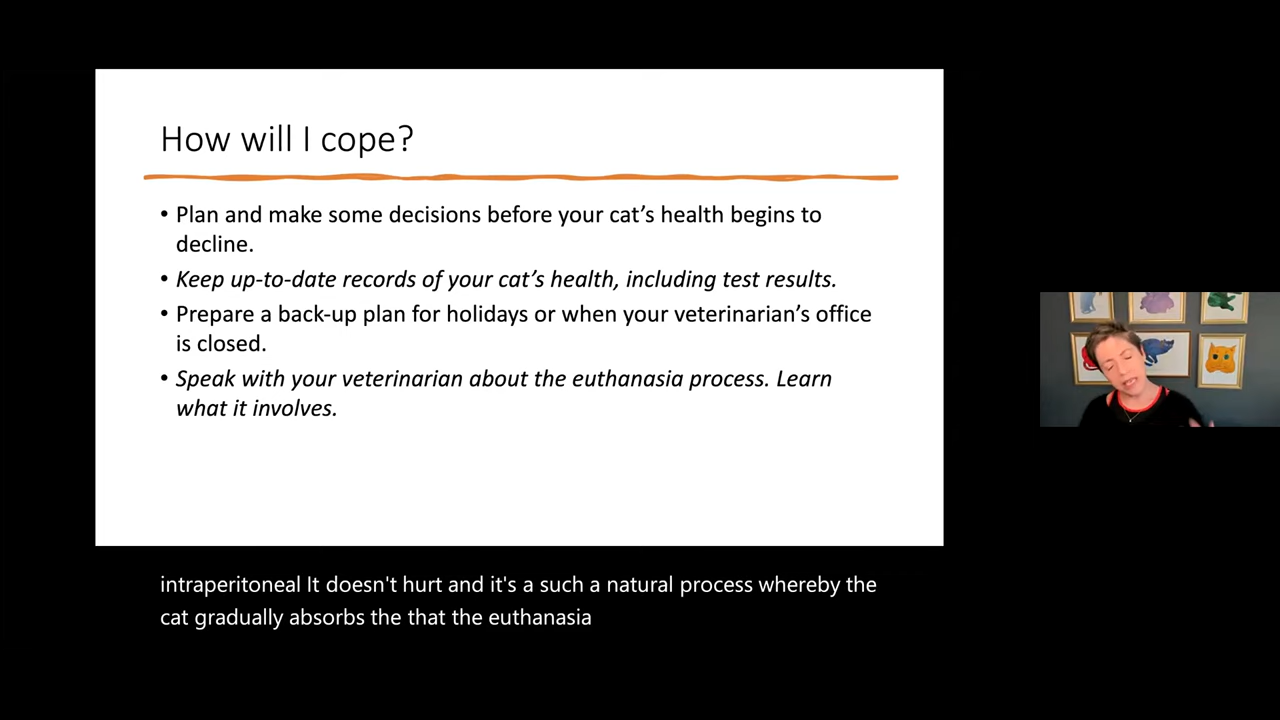 How will I cope?
• Plan and make some decisions before your cat’s health begins to
decline.
• Keep up-to-date records of your cat’s health, including test results.
• Prepare a back-up plan for holidays or when your veterinarian’s office
is closed.
• Speak with your veterinarian about the euthanasia process. Learn
what it involves.
intraperitoneal It doesn't hurt and it's a such a natural process whereby the
cat gradually absorbs the that the euthanasia